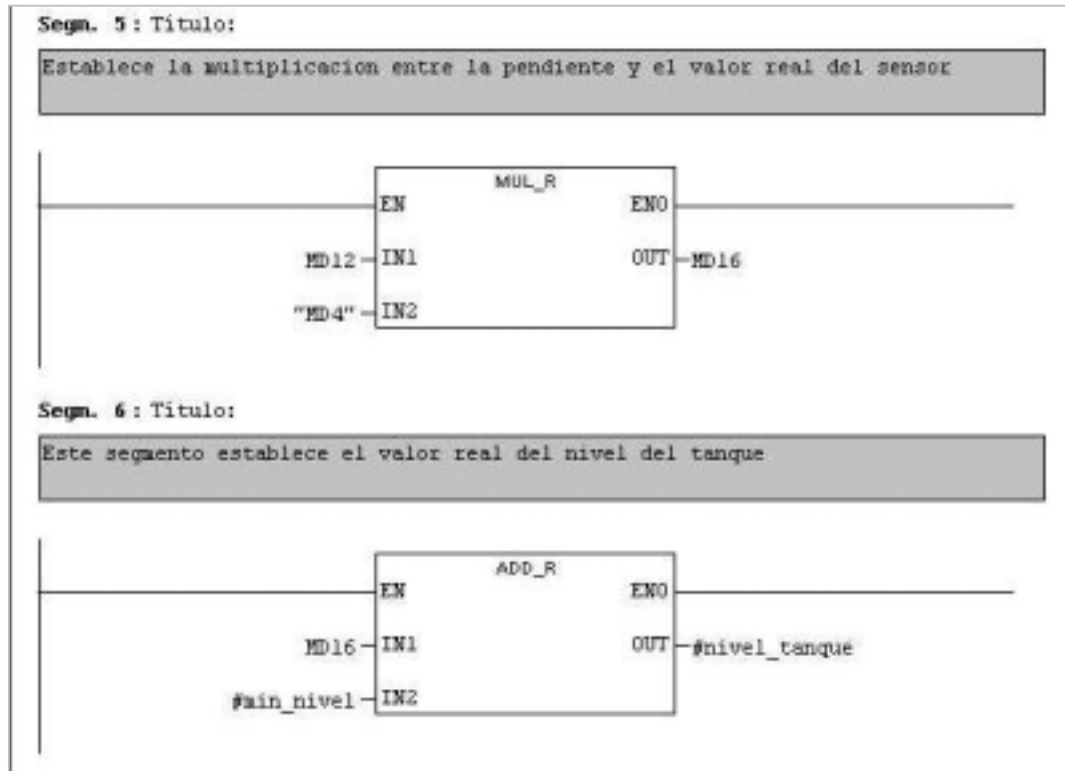 Segm. 5 : Título:
Establece la multiplicacion entre la pendiente y el valor real del sensor
MUL_R
EN ENO
MD12 IN1 OUT MD16
"MD4" IN2
Segm. 6 : Título:
Este segmento establece el valor real del nivel del tanque
ADD_R
EN ENO
MD16 IN1 OUT #nivel_tanque
#min_nivel IN2